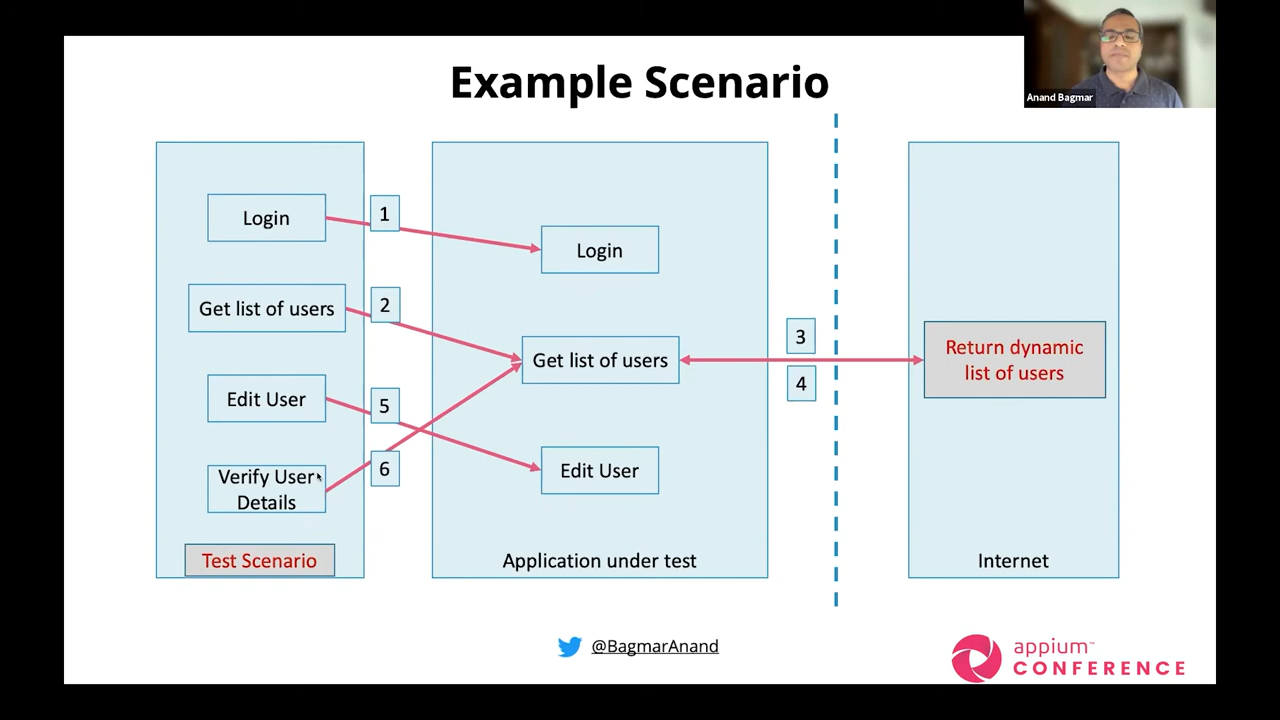 Example Scenario
Anand Bagmar
Login
1
Login
Get list of users
2
Get list of users
3
4
Return dynamic
list of users
Edit User
5
Edit User
Verify User
Details
6
Test Scenario
Application under test
Internet
@BagmarAnand
appium™
CONFERENCE